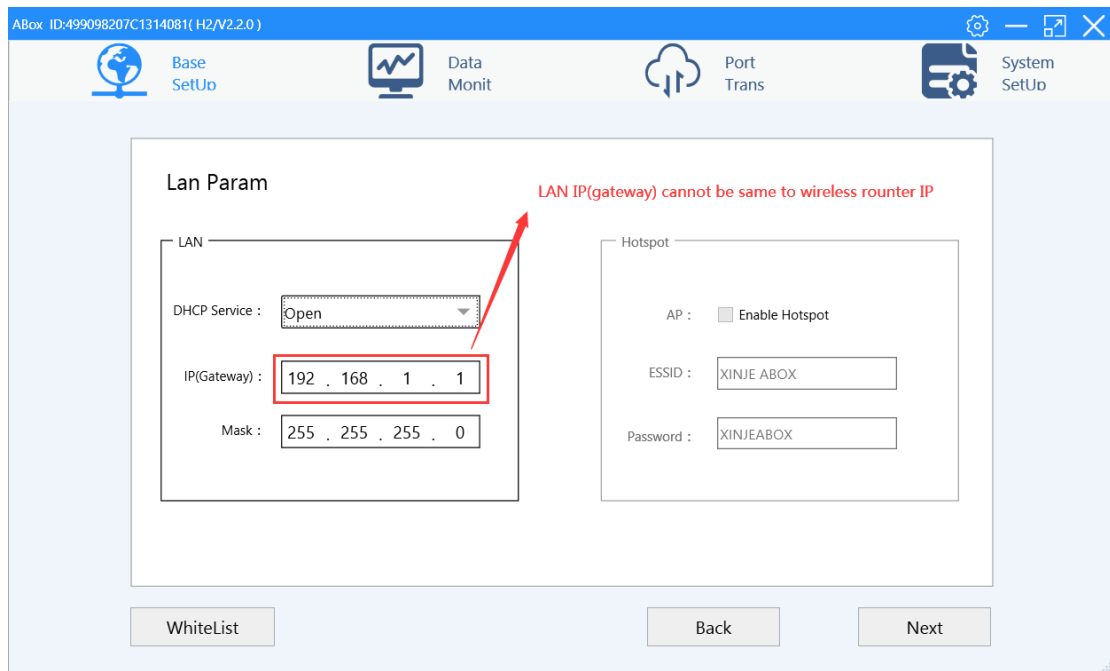 ABox ID:499098207C1314081( H2/V2.2.0 )
Base
SetUp
Data
Monit
Port
Trans
System
SetUp
Lan Param
LAN IP(gateway) cannot be same to wireless rounter IP
LAN
DHCP Service :
Open
IP(Gateway) :
192 . 168 . 1 . 1
Mask :
255 . 255 . 255 . 0
Hotspot
AP :
Enable Hotspot
ESSID :
XINJE ABOX
Password :
XINJEABOX
WhiteList
Back
Next